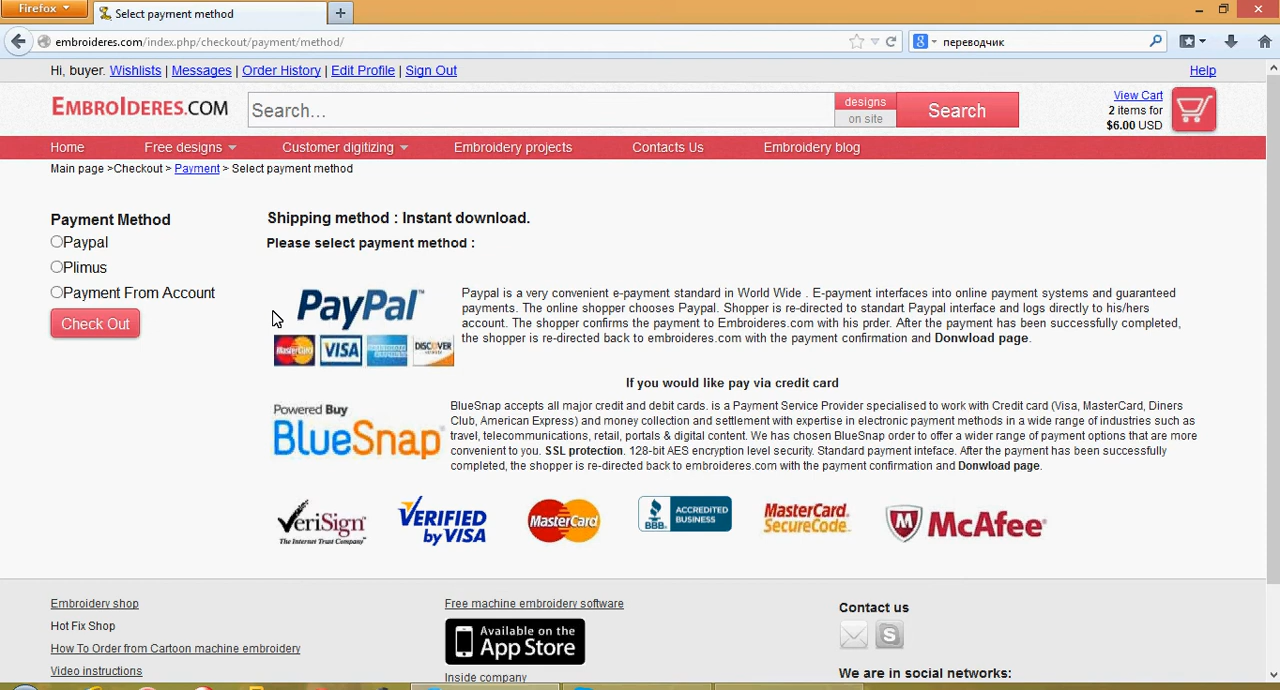 Firefox
Select payment method
embroideres.com/index.php/checkout/payment/method/
переводчик
Hi, buyer. Wishlists | Messages | Order History | Edit Profile | Sign Out
Help
EMBROIDERES.COM
Search...
designs
on site
Search
View Cart
2 items for
$6.00 USD
Home
Free designs
Customer digitizing
Embroidery projects
Contacts Us
Embroidery blog
Main page >Checkout > Payment > Select payment method
Payment Method
Paypal
Plimus
Payment From Account
Check Out
Shipping method : Instant download.
Please select payment method :
PayPal™
MasterCard
VISA
AMERICAN EXPRESS
DISCOVER
Paypal is a very convenient e-payment standard in World Wide . E-payment interfaces into online payment systems and guaranteed
payments. The online shopper chooses Paypal. Shopper is re-directed to standart Paypal interface and logs directly to his/hers
account. The shopper confirms the payment to Embroideres.com with his prder. After the payment has been successfully completed,
the shopper is re-directed back to embroideres.com with the payment confirmation and Donwload page.
If you would like pay via credit card
Powered Buy
BlueSnap
BlueSnap accepts all major credit and debit cards. is a Payment Service Provider specialised to work with Credit card (Visa, MasterCard, Diners
Club, American Express) and money collection and settlement with expertise in electronic payment methods in a wide range of industries such as
travel, telecommunications, retail, portals & digital content. We has chosen BlueSnap order to offer a wider range of payment options that are more
convenient to you. SSL protection. 128-bit AES encryption level security. Standard payment inteface. After the payment has been successfully
completed, the shopper is re-directed back to embroideres.com with the payment confirmation and Donwload page.
VeriSign
The Internet Trust Company™
VERIFIED
by VISA
MasterCard
BBB.
ACCREDITED
BUSINESS
MasterCard.
SecureCode.
McAfee®
Embroidery shop
Hot Fix Shop
How To Order from Cartoon machine embroidery
Video instructions
Free machine embroidery software
Available on the
App Store
Inside company
Contact us
We are in social networks: